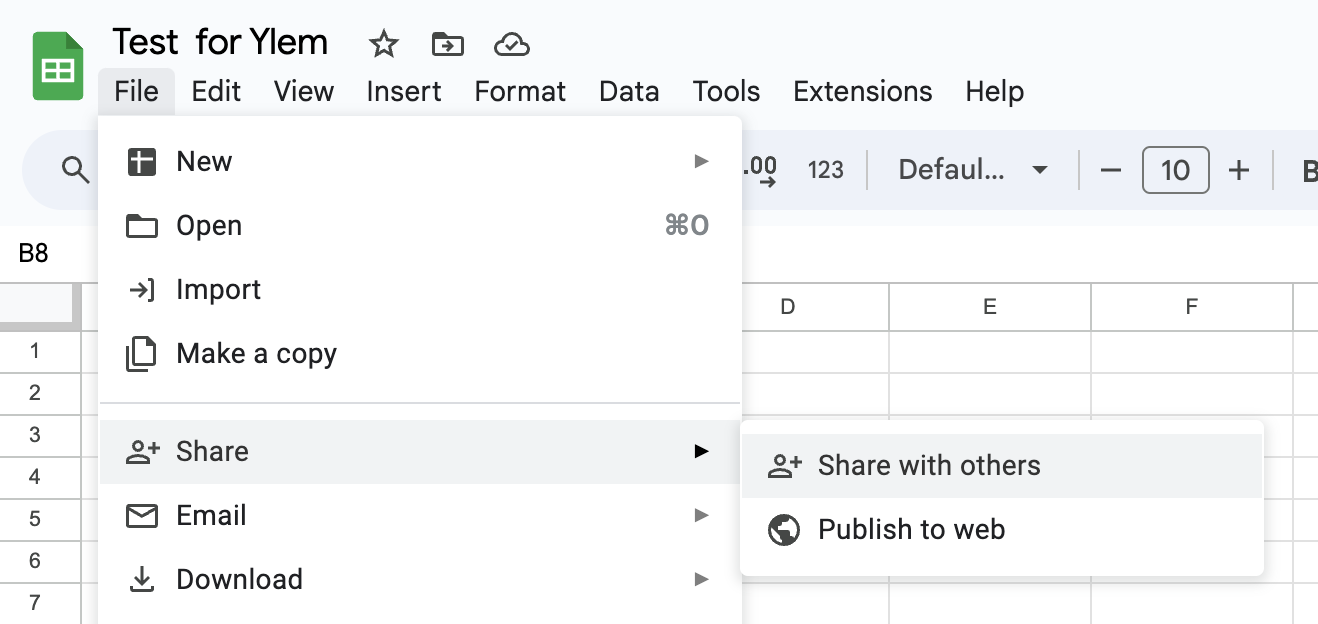 Test  for Ylem
File Edit View Insert Format Data Tools Extensions Help
.00 123 Defaul... 10 B
New
Open ⌘O
B8
Import
D E F
Make a copy
1
2
3
4
5
6
7
Share
Share with others
Email
Publish to web
Download